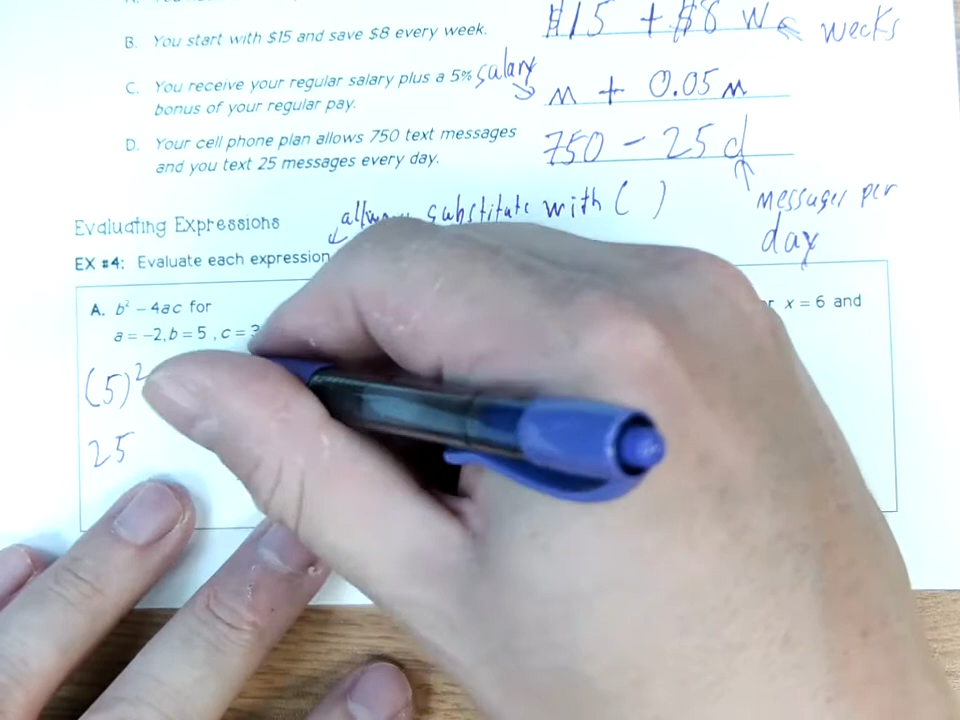 B. You start with $15 and save $8 every week. $15 + $8 w weeks
C. You receive your regular salary plus a 5% salary
bonus of your regular pay. m + 0.05 m
D. Your cell phone plan allows 750 text messages
and you text 25 messages every day. 750 - 25 d
messages per
day
Evaluating Expressions substitute with ( )
EX #4: Evaluate each expression
A. b² - 4ac for
a = -2, b = 5, c = 3
x = 6 and
(5)²
25